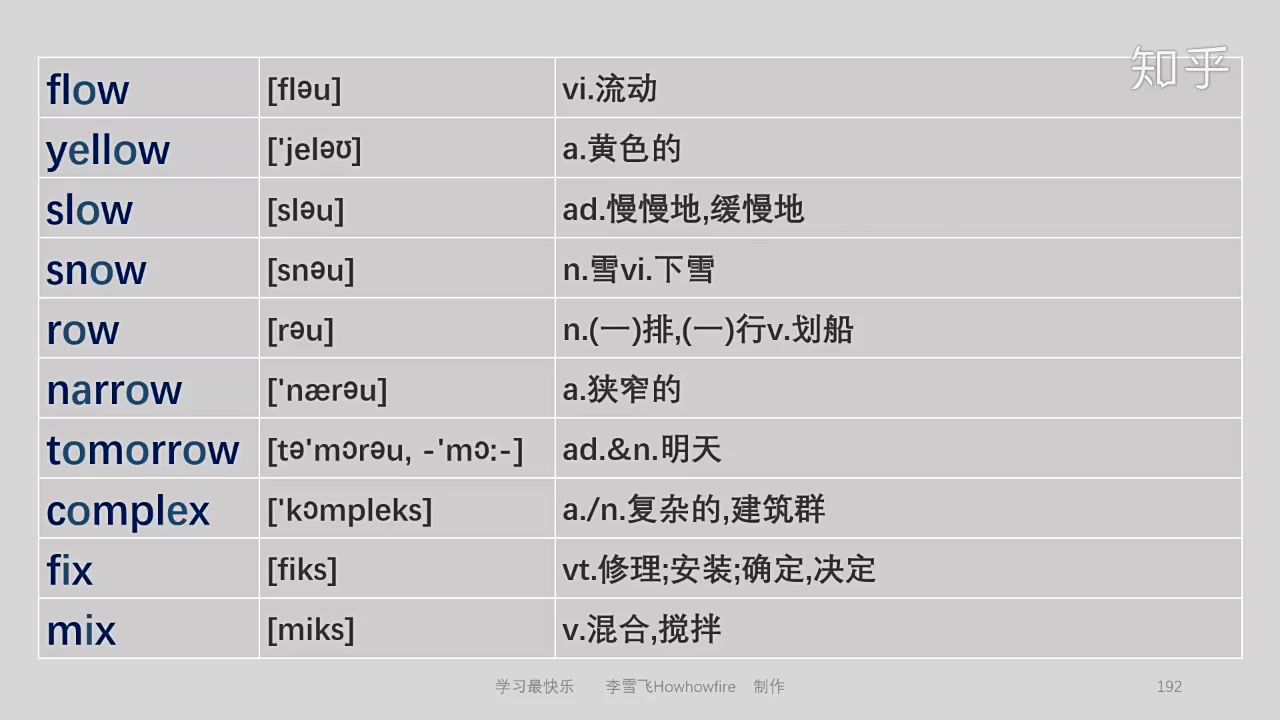 知乎
flow [fləu] vi.流动
yellow ['jeləʊ] a.黄色的
slow [sləu] ad.慢慢地,缓慢地
snow [snəu] n.雪vi.下雪
row [rəu] n.(一)排,(一)行v.划船
narrow ['nærəu] a.狭窄的
tomorrow [tə'mɔrəu, -'mɔ:-] ad.&n.明天
complex ['kɔmpleks] a./n.复杂的,建筑群
fix [fiks] vt.修理;安装;确定,决定
mix [miks] v.混合,搅拌
学习最快乐 李雪飞Howhowfire 制作 192